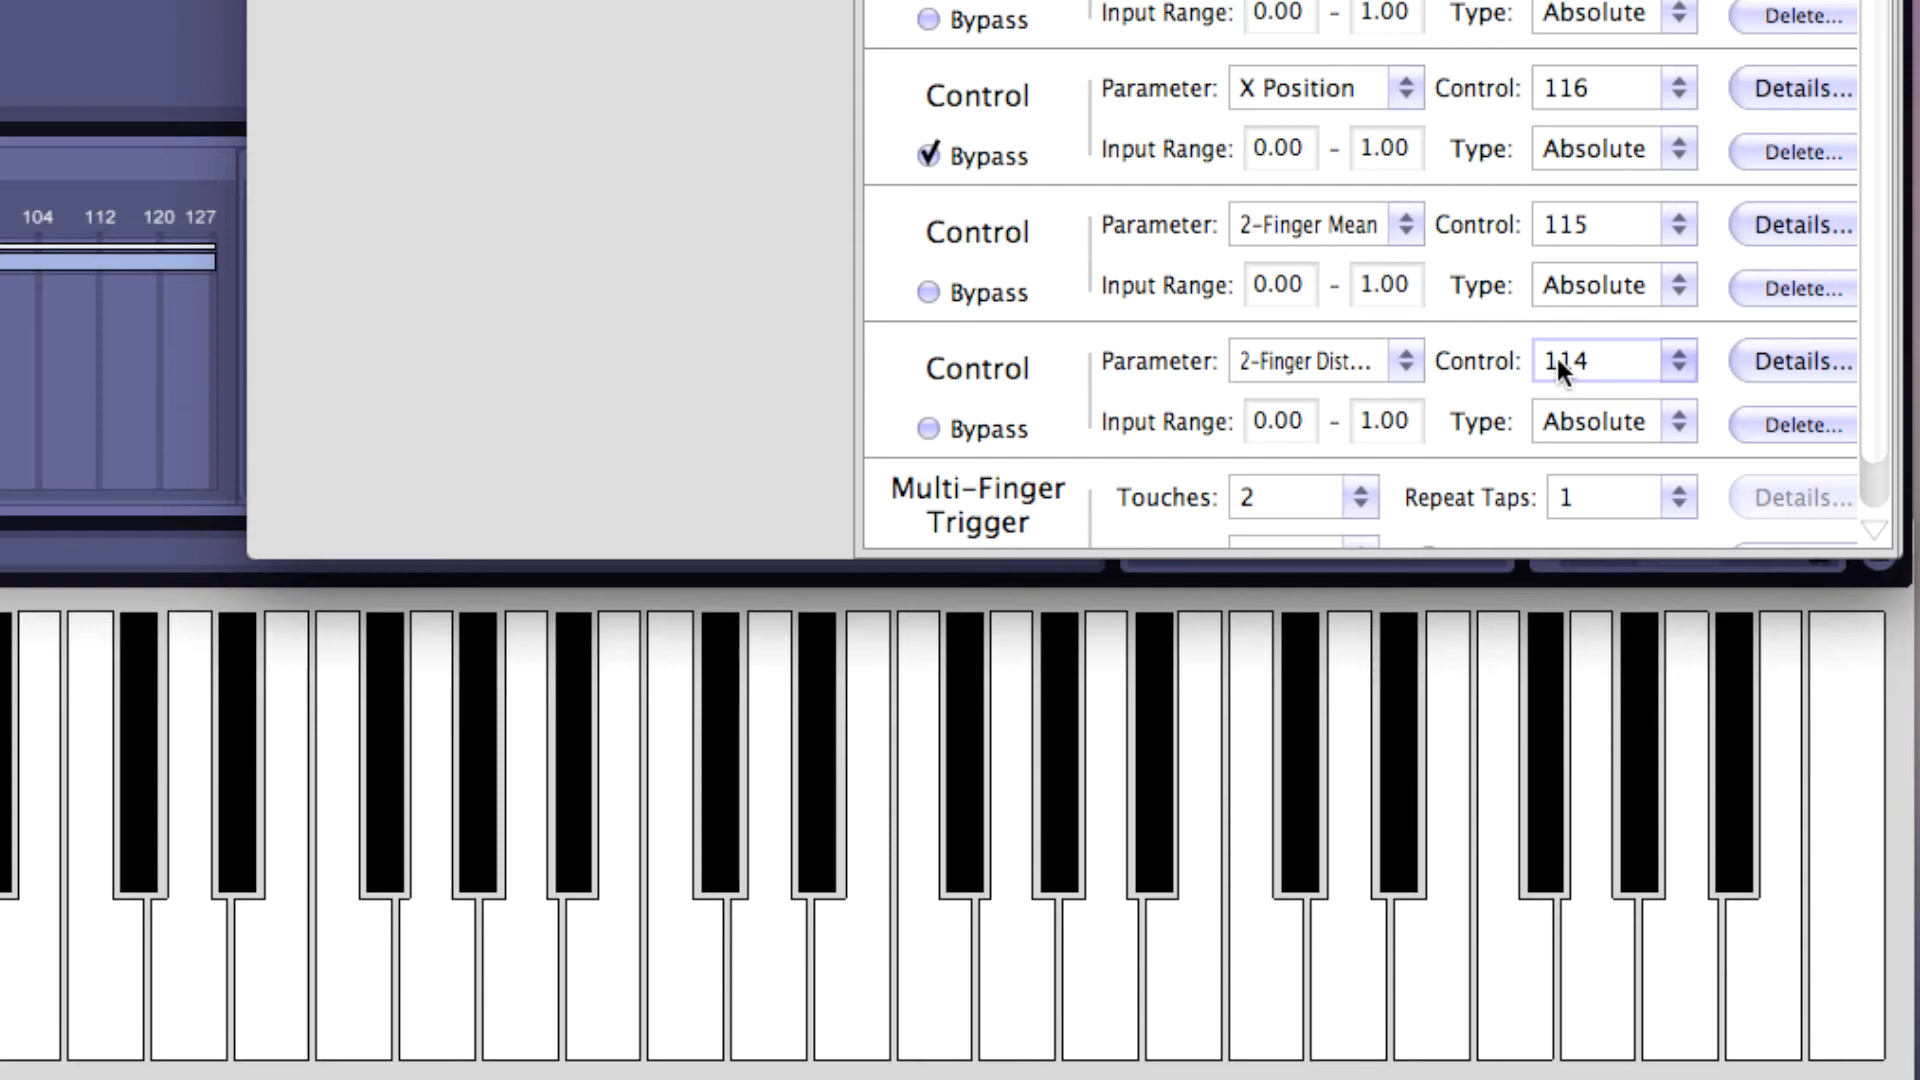 Bypass Input Range: 0.00 - 1.00 Type: Absolute Delete...
Control Parameter: X Position Control: 116 Details...
Bypass Input Range: 0.00 - 1.00 Type: Absolute Delete...
Control Parameter: 2-Finger Mean Control: 115 Details...
Bypass Input Range: 0.00 - 1.00 Type: Absolute Delete...
Control Parameter: 2-Finger Dist... Control: 114 Details...
Bypass Input Range: 0.00 - 1.00 Type: Absolute Delete...
Multi-Finger
Trigger
Touches: 2 Repeat Taps: 1 Details...
104 112 120 127